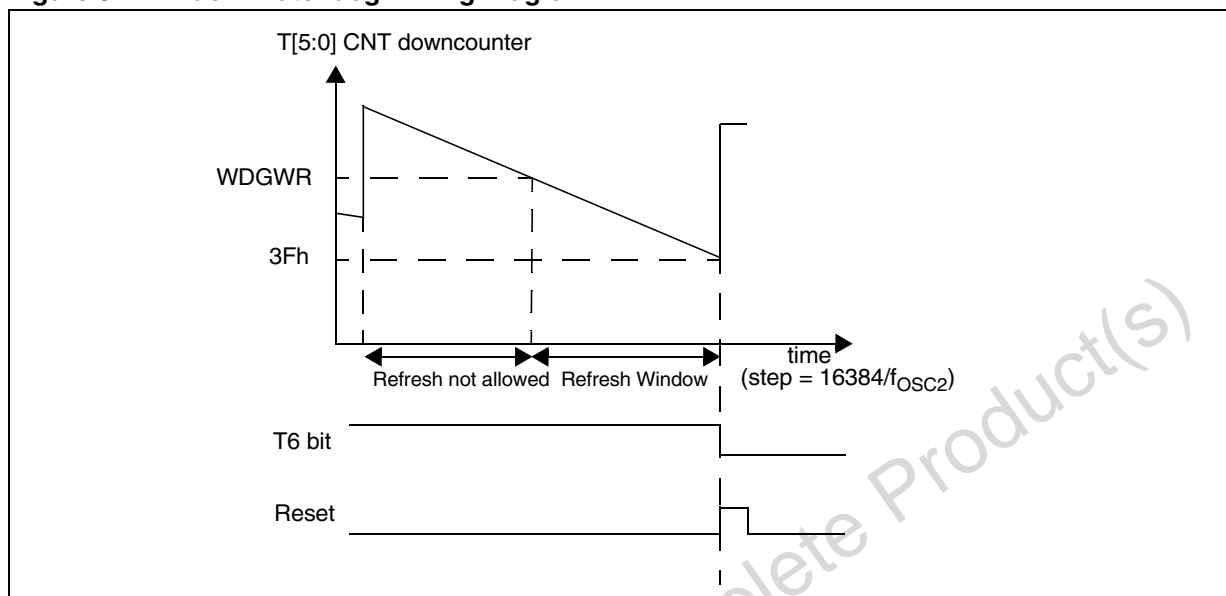 T[5:0] CNT downcounter
WDGWR
3Fh
time
Refresh not allowed Refresh Window (step = 16384/fOSC2)
T6 bit
Reset
lete Product(s)